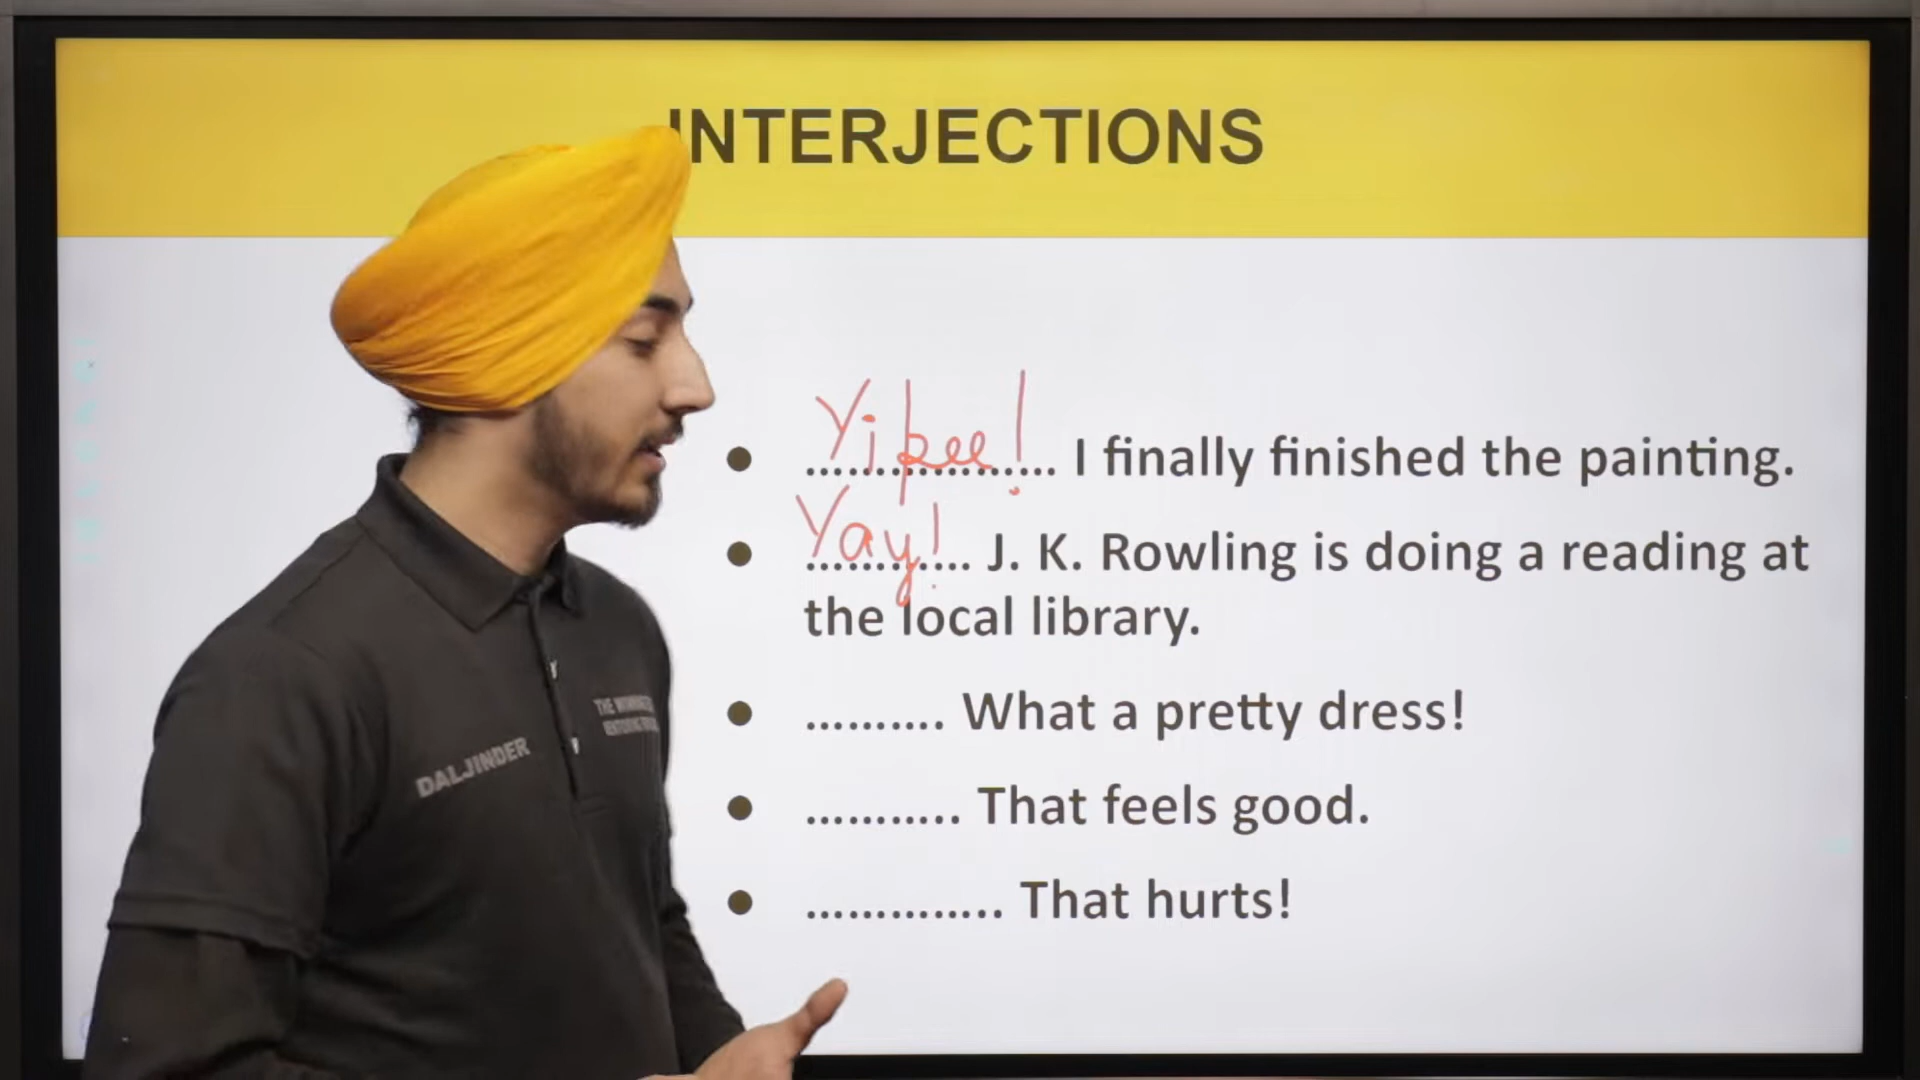 INTERJECTIONS
Yipee! ................... I finally finished the painting.
Yay! ............ J. K. Rowling is doing a reading at
the local library.
.......... What a pretty dress!
........... That feels good.
.............. That hurts!
DALJINDER
THE